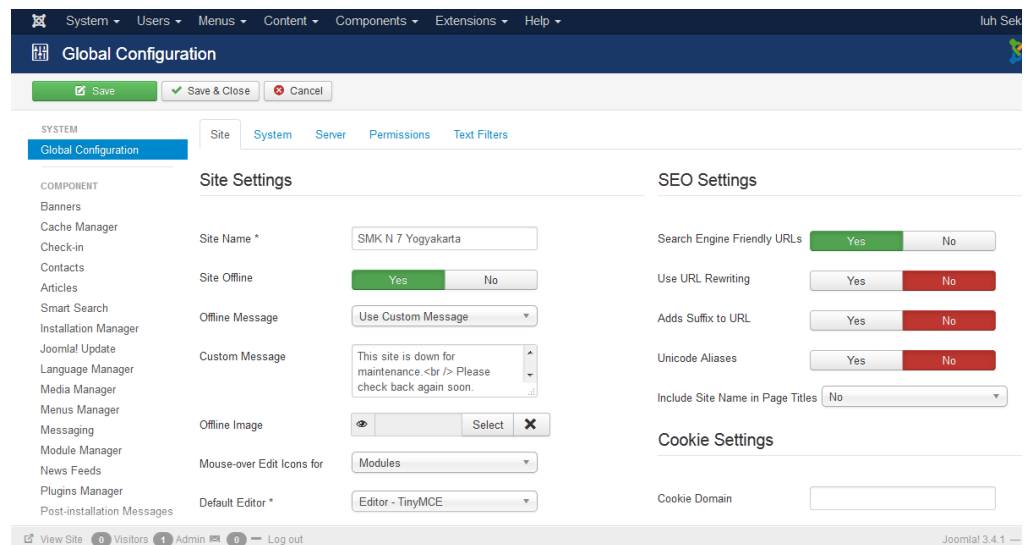 System Users Menus Content Components Extensions Help luh Sek
Global Configuration
Save Save & Close Cancel
SYSTEM
Global Configuration
COMPONENT
Banners
Cache Manager
Check-in
Contacts
Articles
Smart Search
Installation Manager
Joomla! Update
Language Manager
Media Manager
Menus Manager
Messaging
Module Manager
News Feeds
Plugins Manager
Post-installation Messages
Site System Server Permissions Text Filters
Site Settings
Site Name * SMK N 7 Yogyakarta
Site Offline Yes No
Offline Message Use Custom Message
Custom Message This site is down for
maintenance.<br /> Please
check back again soon.
Offline Image Select
Mouse-over Edit Icons for Modules
Default Editor * Editor - TinyMCE
SEO Settings
Search Engine Friendly URLs Yes No
Use URL Rewriting Yes No
Adds Suffix to URL Yes No
Unicode Aliases Yes No
Include Site Name in Page Titles No
Cookie Settings
Cookie Domain
View Site 0 Visitors 1 Admin 0 Log out Joomla! 3.4.1 —